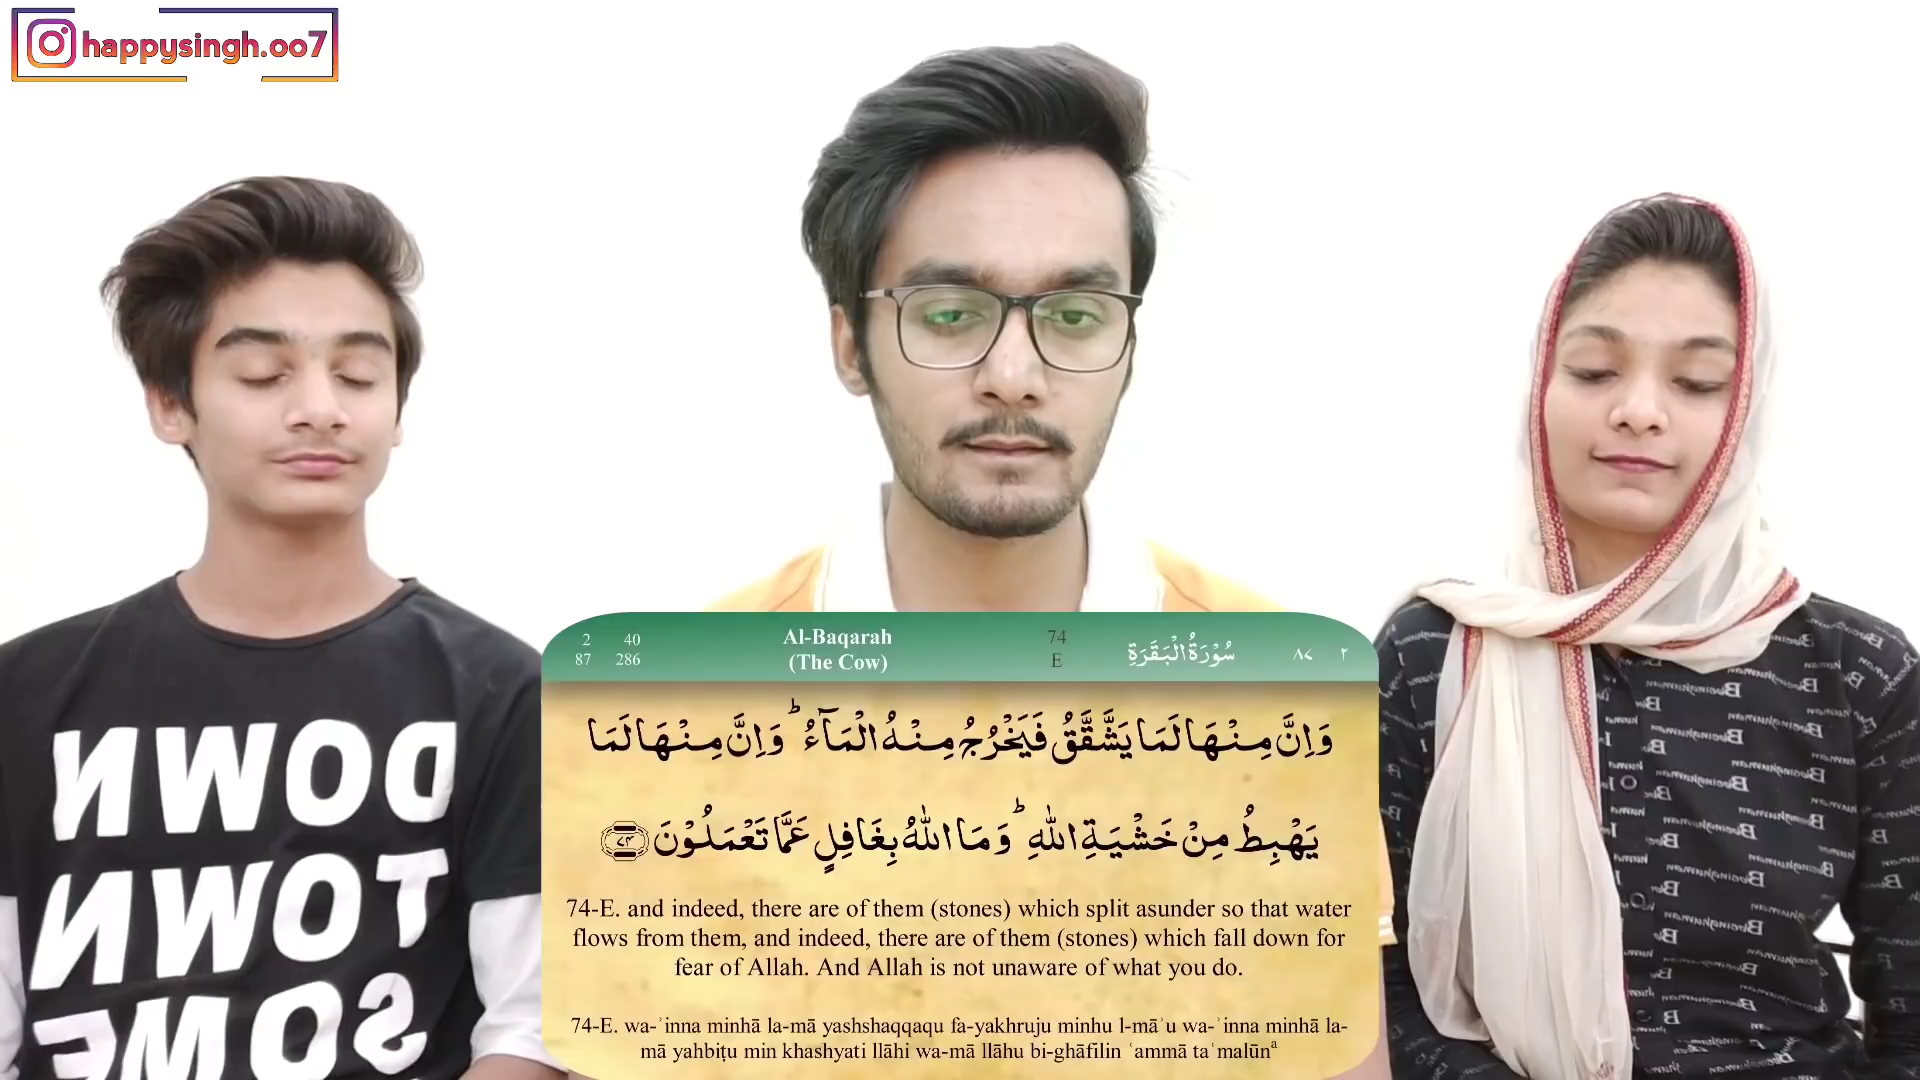 happysingh.oo7
2 40 Al-Baqarah 74 سُوْرَةُ الْبَقَرَةِ ٨٧ ٢
87 286 (The Cow) E
وَاِنَّ مِنْهَا لَمَا يَشَّقَّقُ فَيَخْرُجُ مِنْهُ الْمَآءُ ؕ وَاِنَّ مِنْهَا لَمَا
يَهْبِطُ مِنْ خَشْيَةِ اللّٰهِ ؕ وَمَا اللّٰهُ بِغَافِلٍ عَمَّا تَعْمَلُوْنَ ﴿۷۴﴾
74-E. and indeed, there are of them (stones) which split asunder so that water
flows from them, and indeed, there are of them (stones) which fall down for
fear of Allah. And Allah is not unaware of what you do.
74-E. wa-ʾinna minhā la-mā yashshaqqaqu fa-yakhruju minhu l-māʾu wa-ʾinna minhā la-
mā yahbiṭu min khashyati llāhi wa-mā llāhu bi-ghāfilin ʿammā taʿmalūnᵃ
DOWN
TOWN
SOME